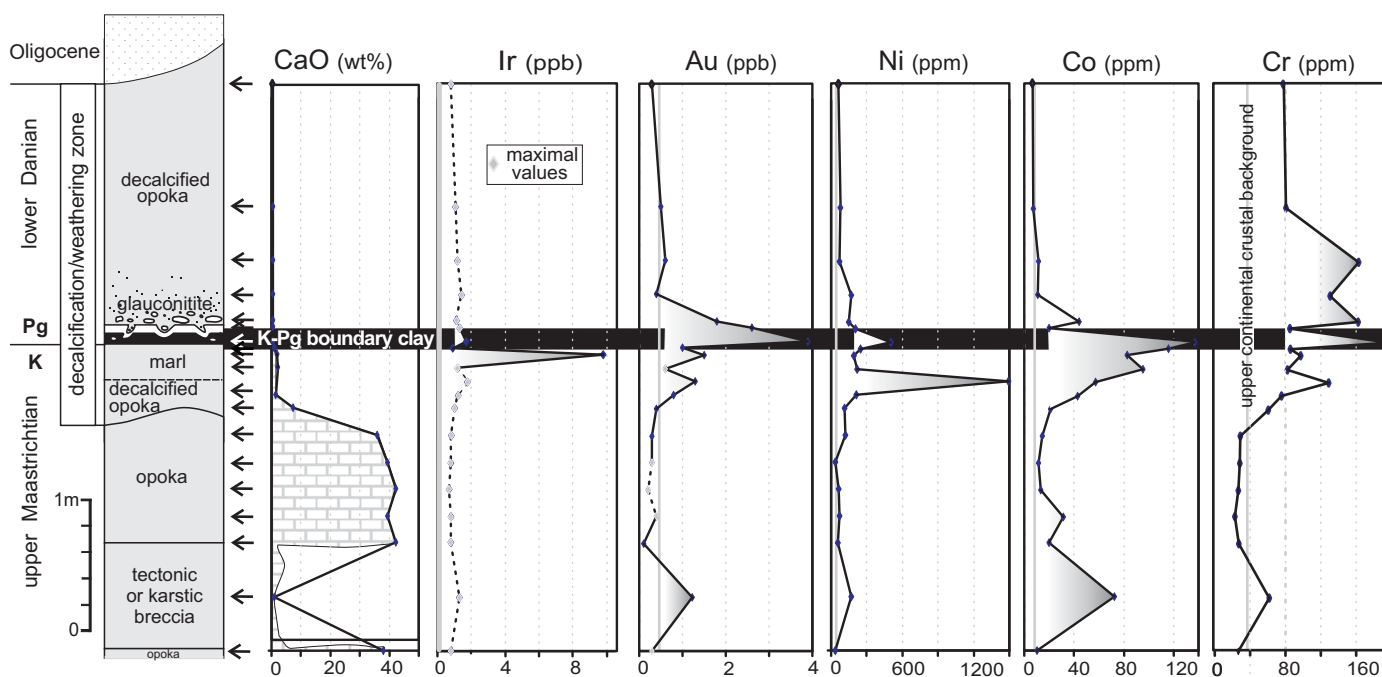 Oligocene
CaO (wt%)
Ir (ppb)
Au (ppb)
Ni (ppm)
Co (ppm)
Cr (ppm)
lower Danian
decalcification/weathering zone
decalcified
opoka
maximal
values
upper continental crustal background
glauconitite
Pg
K-Pg boundary clay
K
marl
decalcified
opoka
upper Maastrichtian
opoka
1m
tectonic
or karstic
breccia
0
opoka
0 20 40
0 4 8
0 2 4
0 600 1200
0 40 80 120
0 80 160